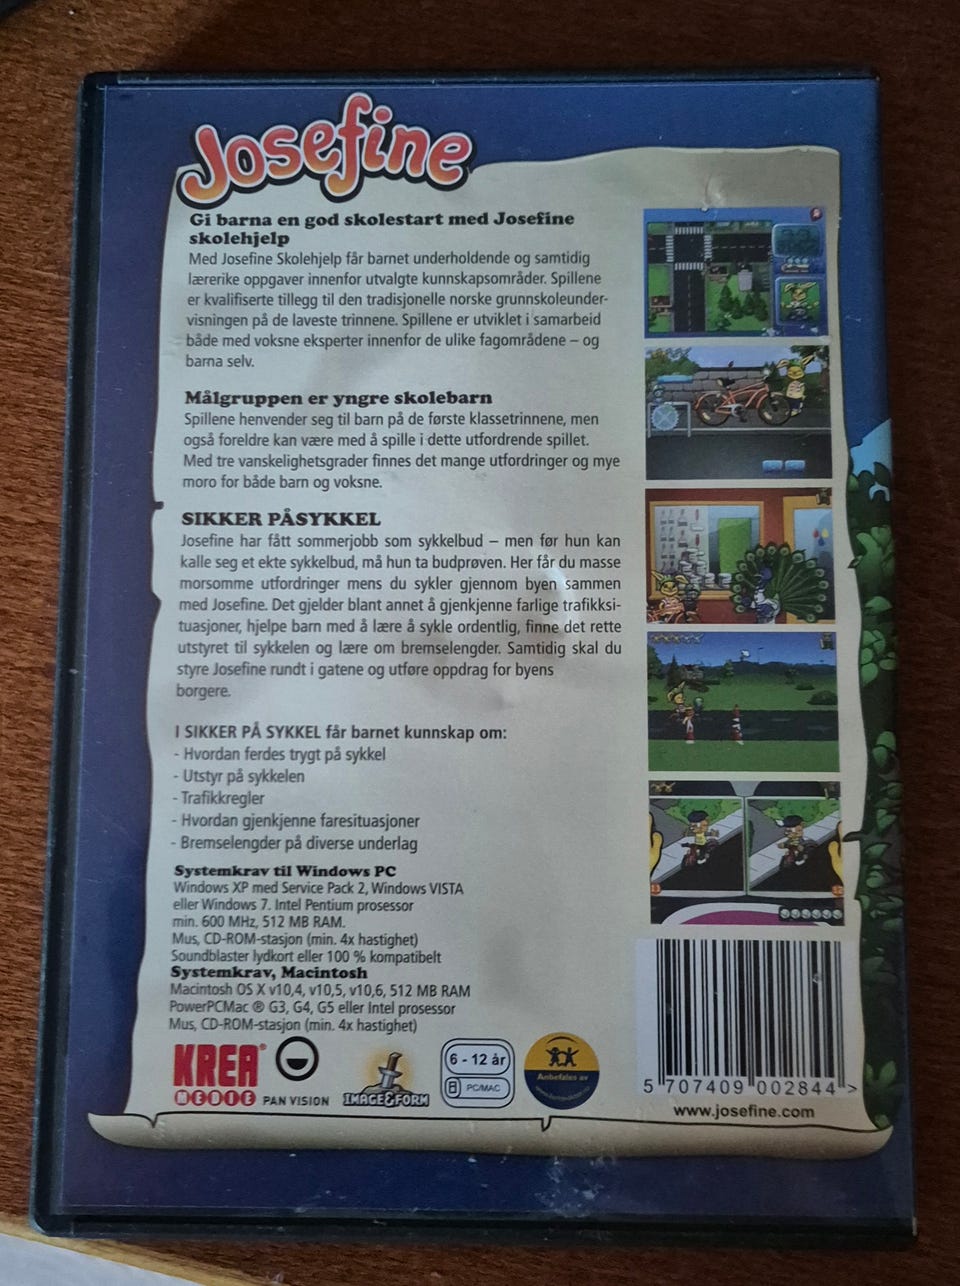 Josefine
Gi barna en god skolestart med Josefine
skolehjelp
Med Josefine Skolehjelp får barnet underholdende og samtidig
lærerike oppgaver innenfor utvalgte kunnskapsområder. Spillene
er kvalifiserte tillegg til den tradisjonelle norske grunnskoleunder-
visningen på de laveste trinnene. Spillene er utviklet i samarbeid
både med voksne eksperter innenfor de ulike fagområdene – og
barna selv.
Målgruppen er yngre skolebarn
Spillene henvender seg til barn på de første klassetrinnene, men
også foreldre kan være med å spille i dette utfordrende spillet.
Med tre vanskelighetsgrader finnes det mange utfordringer og mye
moro for både barn og voksne.
SIKKER PÅSYKKEL
Josefine har fått sommerjobb som sykkelbud – men før hun kan
kalle seg et ekte sykkelbud, må hun ta budprøven. Her får du masse
morsomme utfordringer mens du sykler gjennom byen sammen
med Josefine. Det gjelder blant annet å gjenkjenne farlige trafikksi-
tuasjoner, hjelpe barn med å lære å sykle ordentlig, finne det rette
utstyret til sykkelen og lære om bremselengder. Samtidig skal du
styre Josefine rundt i gatene og utføre oppdrag for byens
borgere.
I SIKKER PÅ SYKKEL får barnet kunnskap om:
- Hvordan ferdes trygt på sykkel
- Utstyr på sykkelen
- Trafikkregler
- Hvordan gjenkjenne faresituasjoner
- Bremselengder på diverse underlag
Systemkrav til Windows PC
Windows XP med Service Pack 2, Windows VISTA
eller Windows 7. Intel Pentium prosessor
min. 600 MHz, 512 MB RAM.
Mus, CD-ROM-stasjon (min. 4x hastighet)
Soundblaster lydkort eller 100 % kompatibelt
Systemkrav, Macintosh
Macintosh OS X v10,4, v10,5, v10,6, 512 MB RAM
PowerPCMac ® G3, G4, G5 eller Intel prosessor
Mus, CD-ROM-stasjon (min. 4x hastighet)
KREA®
MEDIE
PAN VISION
IMAGE&FORM
6 - 12 år
PC/MAC
Anbefales av
5 707409 002844 >
www.josefine.com